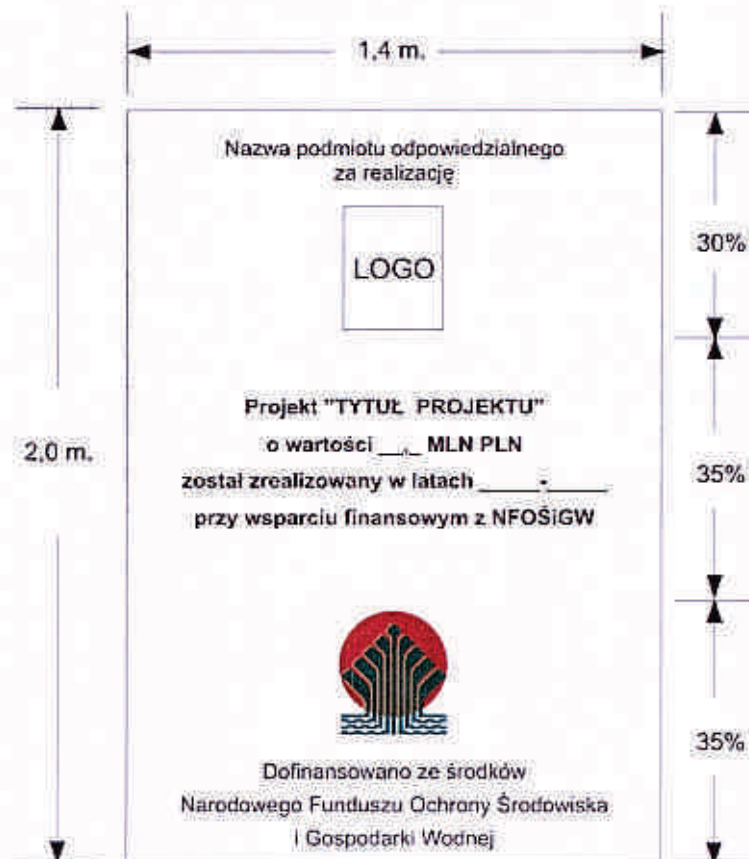 1,4 m.
Nazwa podmiotu odpowiedzialnego
za realizację
30%
LOGO
Projekt "TYTUŁ PROJEKTU"
2,0 m.
o wartości __,_ MLN PLN
35%
został zrealizowany w latach _____-_____
przy wsparciu finansowym z NFOŚiGW
35%
Dofinansowano ze środków
Narodowego Funduszu Ochrony Środowiska
i Gospodarki Wodnej